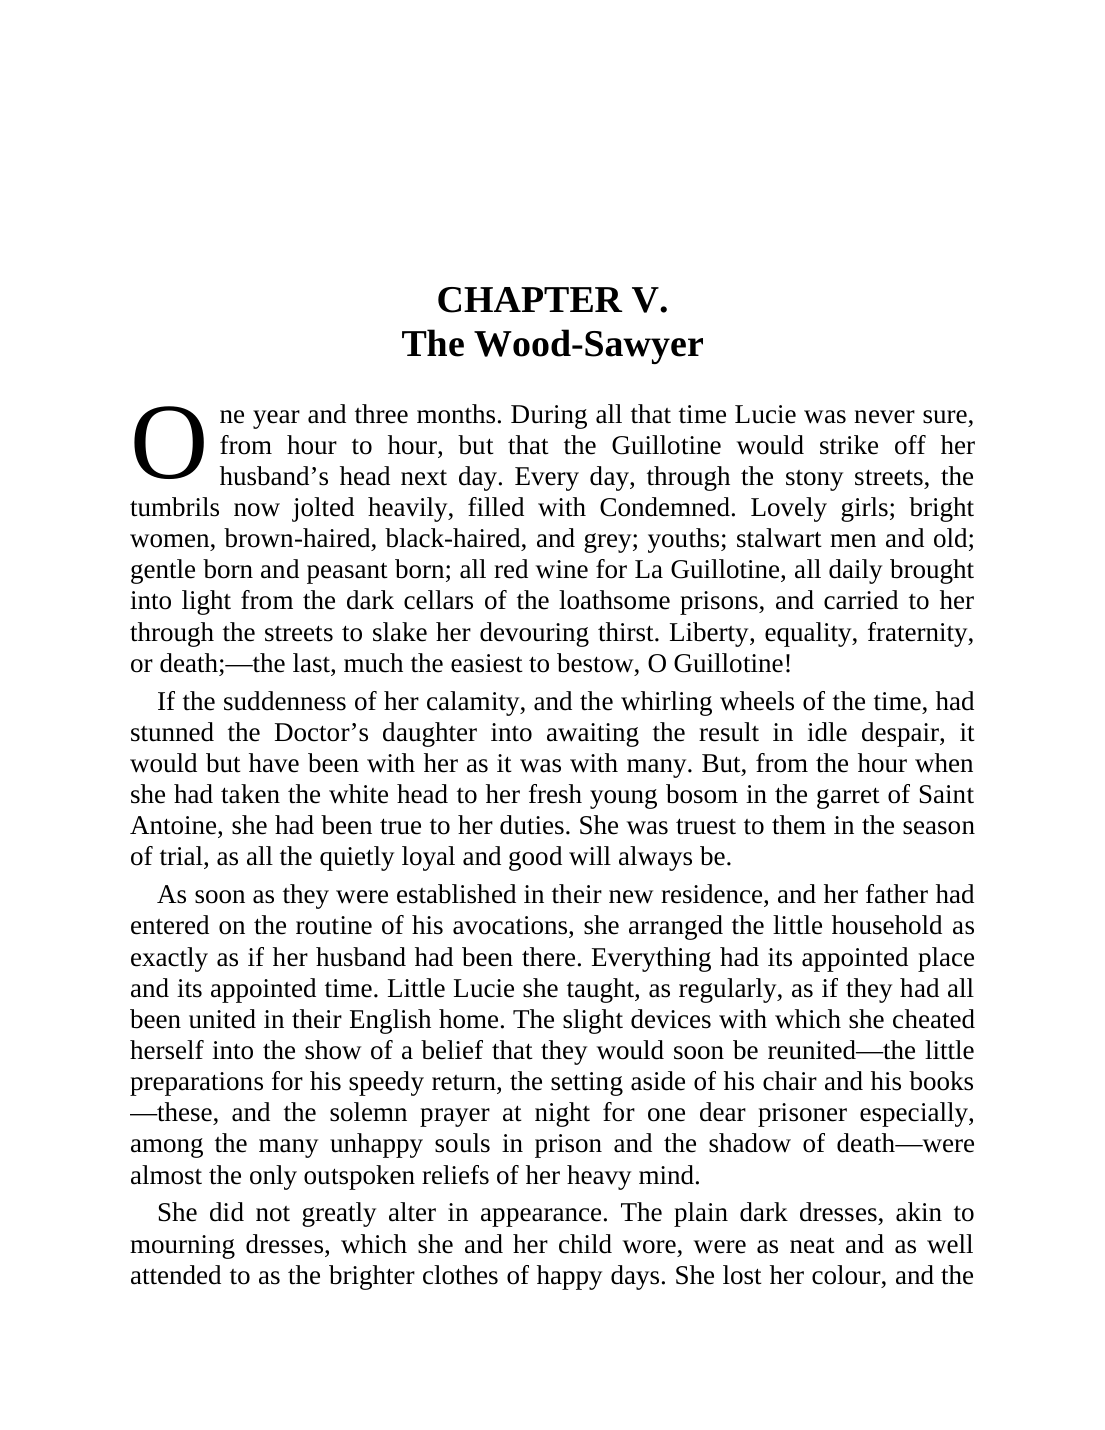 CHAPTER V.
The Wood-Sawyer
One year and three months. During all that time Lucie was never sure,
from hour to hour, but that the Guillotine would strike off her
husband’s head next day. Every day, through the stony streets, the
tumbrils now jolted heavily, filled with Condemned. Lovely girls; bright
women, brown-haired, black-haired, and grey; youths; stalwart men and old;
gentle born and peasant born; all red wine for La Guillotine, all daily brought
into light from the dark cellars of the loathsome prisons, and carried to her
through the streets to slake her devouring thirst. Liberty, equality, fraternity,
or death;—the last, much the easiest to bestow, O Guillotine!
If the suddenness of her calamity, and the whirling wheels of the time, had
stunned the Doctor’s daughter into awaiting the result in idle despair, it
would but have been with her as it was with many. But, from the hour when
she had taken the white head to her fresh young bosom in the garret of Saint
Antoine, she had been true to her duties. She was truest to them in the season
of trial, as all the quietly loyal and good will always be.
As soon as they were established in their new residence, and her father had
entered on the routine of his avocations, she arranged the little household as
exactly as if her husband had been there. Everything had its appointed place
and its appointed time. Little Lucie she taught, as regularly, as if they had all
been united in their English home. The slight devices with which she cheated
herself into the show of a belief that they would soon be reunited—the little
preparations for his speedy return, the setting aside of his chair and his books
—these, and the solemn prayer at night for one dear prisoner especially,
among the many unhappy souls in prison and the shadow of death—were
almost the only outspoken reliefs of her heavy mind.
She did not greatly alter in appearance. The plain dark dresses, akin to
mourning dresses, which she and her child wore, were as neat and as well
attended to as the brighter clothes of happy days. She lost her colour, and the